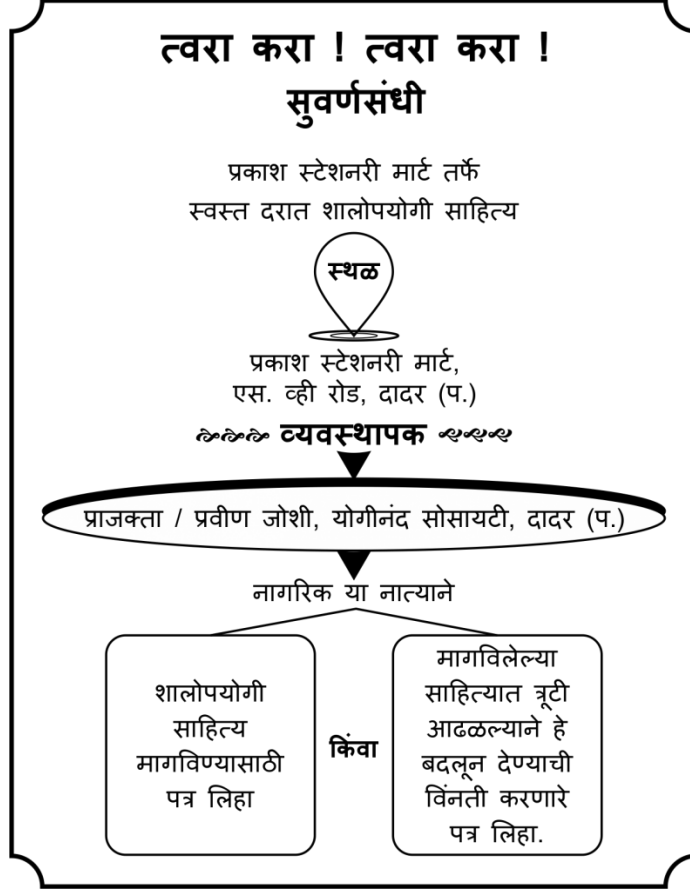 त्वरा करा ! त्वरा करा !
सुवर्णसंधी
प्रकाश स्टेशनरी मार्ट तर्फे
स्वस्त दरात शालोपयोगी साहित्य
स्थळ
प्रकाश स्टेशनरी मार्ट,
एस. व्ही रोड, दादर (प.)
व्यवस्थापक
प्राजक्ता / प्रवीण जोशी, योगीनंद सोसायटी, दादर (प.)
नागरिक या नात्याने
शालोपयोगी
साहित्य
मागविण्यासाठी
पत्र लिहा
किंवा
मागविलेल्या
साहित्यात त्रूटी
आढळल्याने हे
बदलून देण्याची
विंनती करणारे
पत्र लिहा.